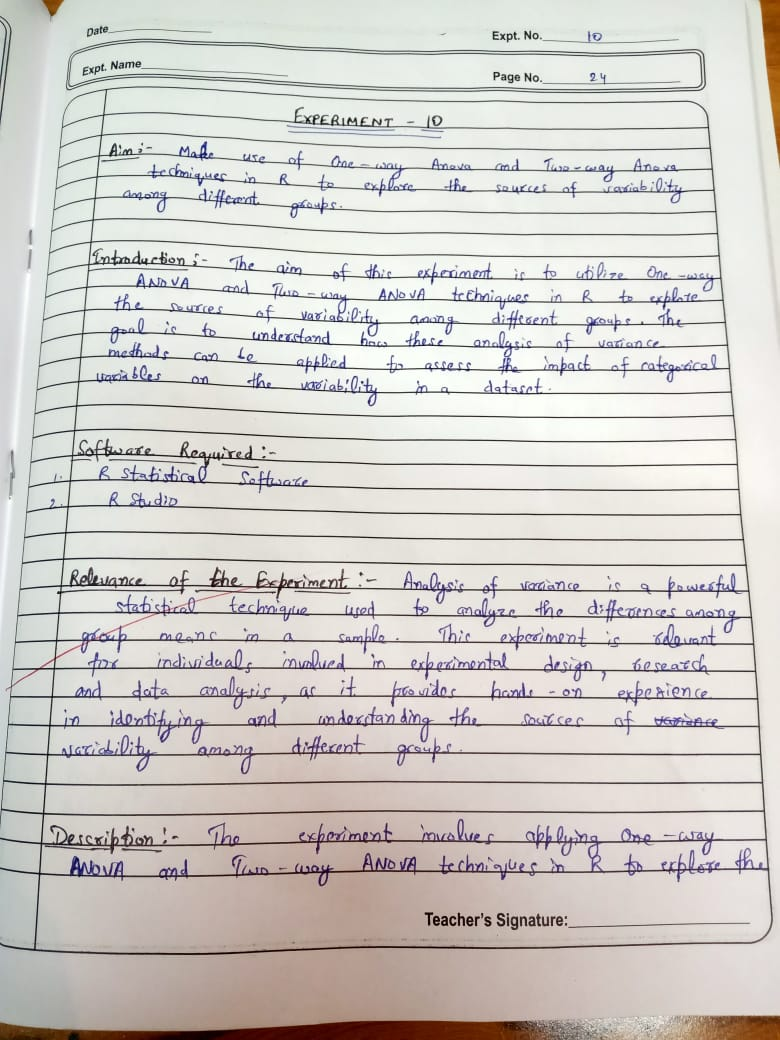 Date
Expt. No. 10
Expt. Name
Page No. 24
EXPERIMENT - 10
Aim :- Make use of One-way Anova and Two-way Anova
techniques in R to explore the sources of variability
among different groups.
Introduction :- The aim of this experiment is to utilize One-way
ANOVA and Two-way ANOVA techniques in R to explore
the sources of variability among different groups. The
goal is to understand how these analysis of variance
methods can be applied to assess the impact of categorical
variables on the variability in a dataset.
Software Required :-
1. R Statistical Software
2. R Studio
Relevance of the Experiment :- Analysis of variance is a powerful
statistical technique used to analyze the differences among
group means in a sample. This experiment is relevant
for individuals involved in experimental design, research
and data analysis, as it provides hands-on experience
in identifying and understanding the sources of variance
variability among different groups.
Description :- The experiment involves applying One-way
ANOVA and Two-way ANOVA techniques in R to explore the
Teacher's Signature: